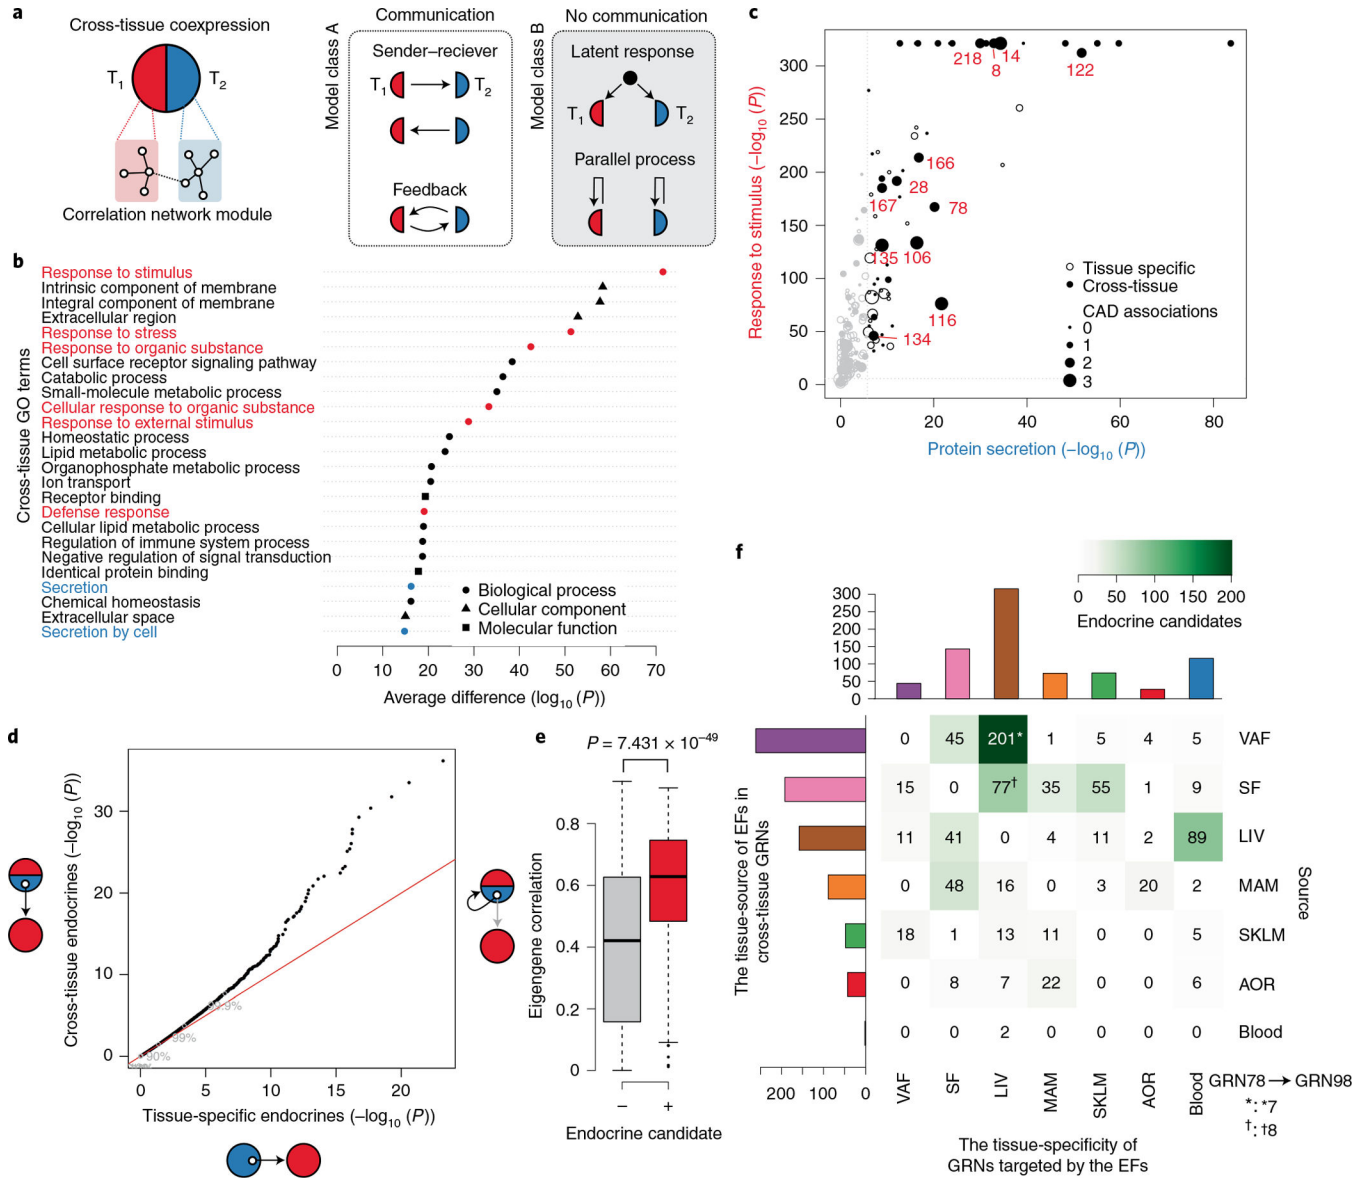 a
Cross-tissue coexpression
T1
T2
Correlation network module
Communication
Model class A
Sender–reciever
T1
T2
Feedback
No communication
Model class B
Latent response
T1
T2
Parallel process
b
Cross-tissue GO terms
Response to stimulus
Intrinsic component of membrane
Integral component of membrane
Extracellular region
Response to stress
Response to organic substance
Cell surface receptor signaling pathway
Catabolic process
Small-molecule metabolic process
Cellular response to organic substance
Response to external stimulus
Homeostatic process
Lipid metabolic process
Organophosphate metabolic process
Ion transport
Receptor binding
Defense response
Cellular lipid metabolic process
Regulation of immune system process
Negative regulation of signal transduction
Identical protein binding
Secretion
Chemical homeostasis
Extracellular space
Secretion by cell
Biological process
Cellular component
Molecular function
0 10 20 30 40 50 60 70
Average difference (log10 (P))
c
Response to stimulus (−log10 (P))
300
250
200
150
100
50
0
218
8
14
122
166
28
167
78
135
106
116
134
Tissue specific
Cross-tissue
CAD associations
0
1
2
3
0 20 40 60 80
Protein secretion (−log10 (P))
d
Cross-tissue endocrines (−log10 (P))
30
20
10
0
99.9%
99%
90%
0 5 10 15 20
Tissue-specific endocrines (−log10 (P))
e
P = 7.431 × 10−49
Eigengene correlation
0.8
0.6
0.4
0.2
0
− +
Endocrine candidate
f
0 50 100 150 200
Endocrine candidates
300
250
200
150
100
50
0
The tissue-source of EFs in
cross-tissue GRNs
0 45 201* 1 5 4 5 VAF
15 0 77† 35 55 1 9 SF
11 41 0 4 11 2 89 LIV
0 48 16 0 3 20 2 MAM
18 1 13 11 0 0 5 SKLM
0 8 7 22 0 0 6 AOR
0 0 2 0 0 0 0 Blood
Source
200 100 0
VAF SF LIV MAM SKLM AOR Blood
GRN78 → GRN98
*: *7
†: †8
The tissue-specificity of
GRNs targeted by the EFs